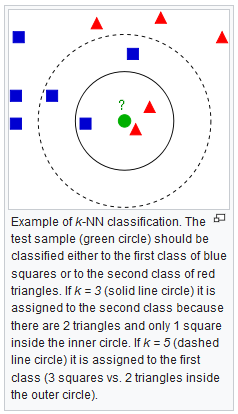 ?
Example of k-NN classification. The
test sample (green circle) should be
classified either to the first class of blue
squares or to the second class of red
triangles. If k = 3 (solid line circle) it is
assigned to the second class because
there are 2 triangles and only 1 square
inside the inner circle. If k = 5 (dashed
line circle) it is assigned to the first
class (3 squares vs. 2 triangles inside
the outer circle).